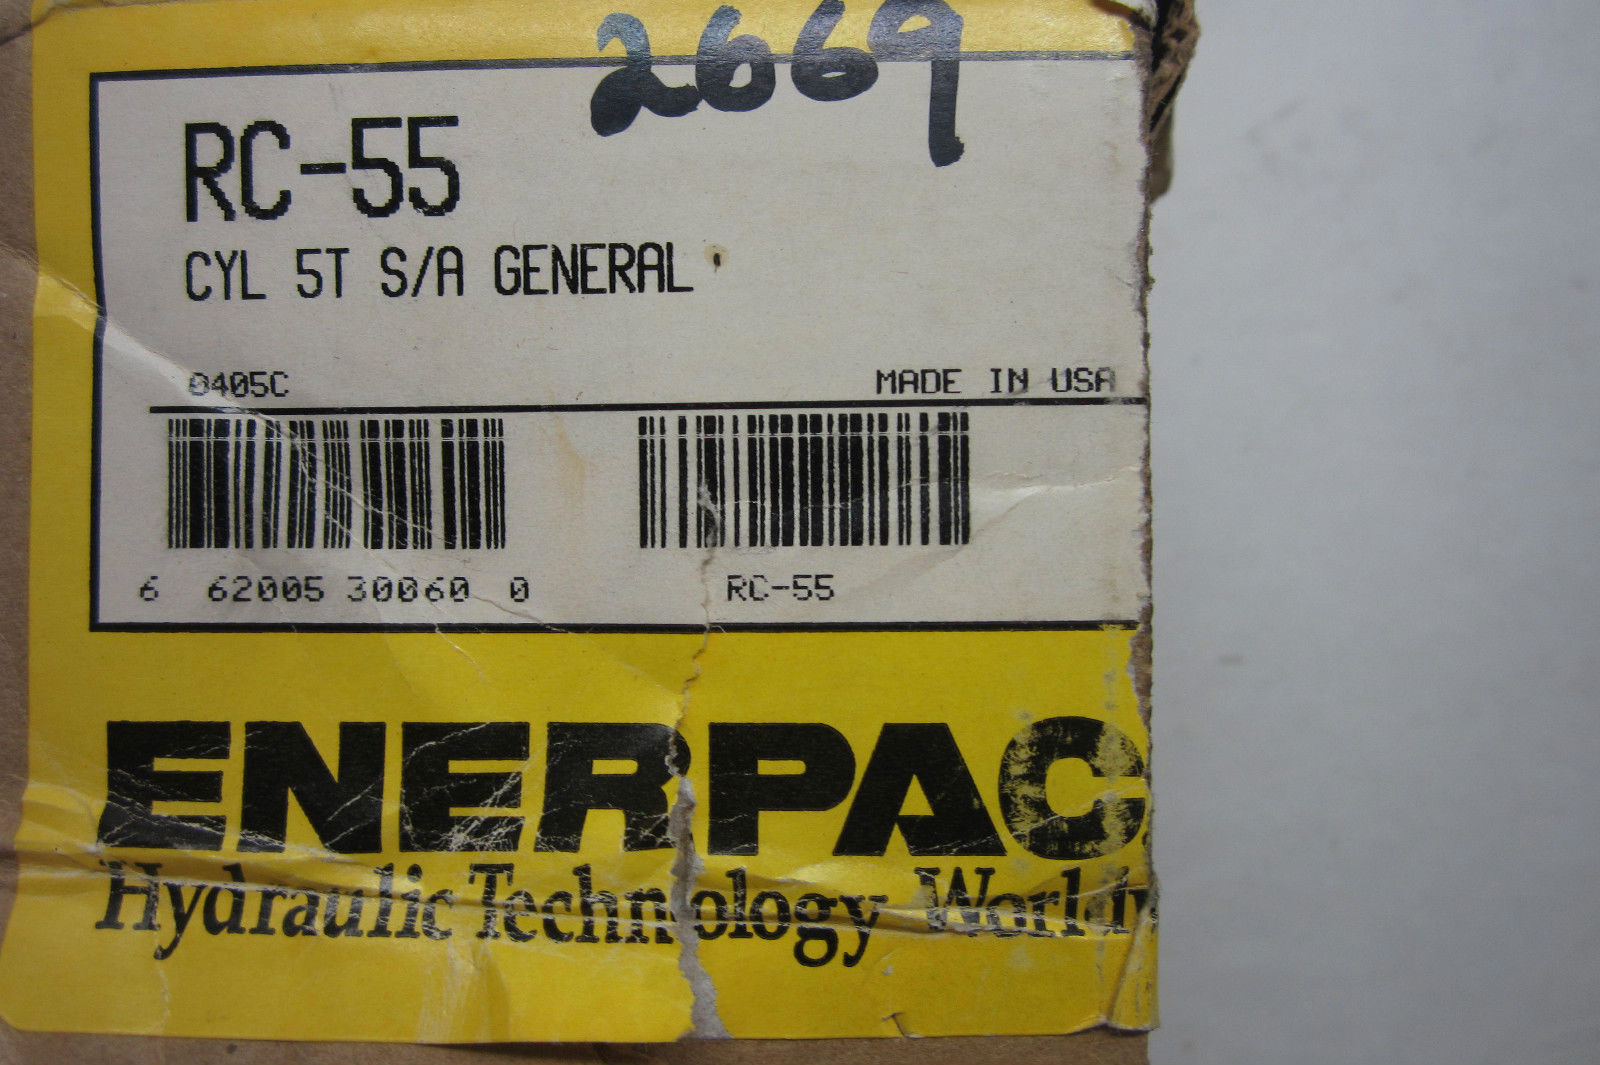 2669
RC-55
CYL 5T S/A GENERAL
0405C
MADE IN USA
6 62005 30060 0
RC-55
ENERPAC
Hydraulic Technology Worldw